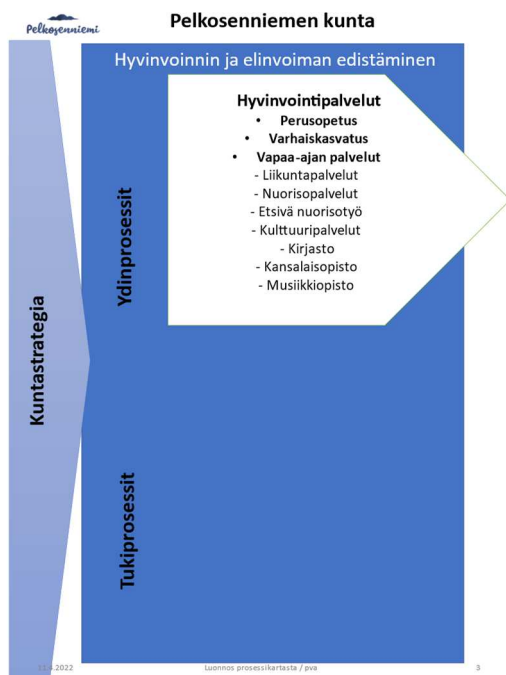 Pelkosenniemi
Pelkosenniemen kunta
Hyvinvoinnin ja elinvoiman edistäminen
Hyvinvointipalvelut
• Perusopetus
• Varhaiskasvatus
• Vapaa-ajan palvelut
- Liikuntapalvelut
- Nuorisopalvelut
- Etsivä nuorisotyö
- Kulttuuripalvelut
- Kirjasto
- Kansalaisopisto
- Musiikkiopisto
Ydinprosessit
Kuntastrategia
Tukiprosessit
Luonnos prosessikartasta / pva
3